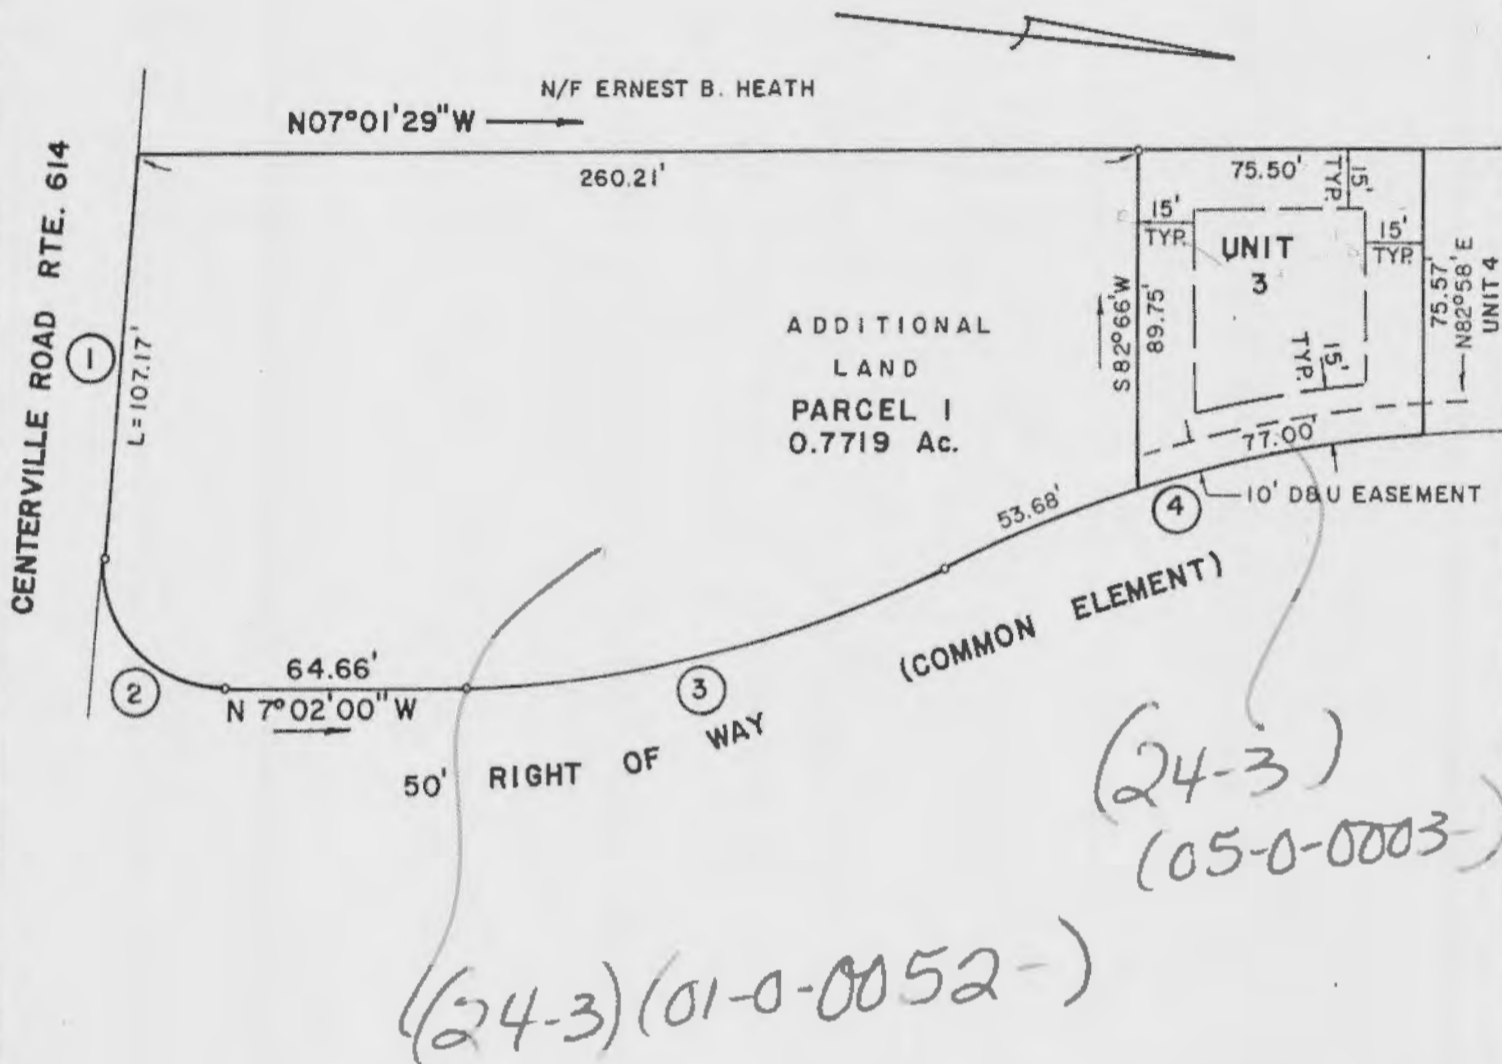 N/F ERNEST B. HEATH
N07°01'29"W
260.21'
CENTERVILLE ROAD RTE. 614
1
L=107.17'
ADDITIONAL
LAND
PARCEL 1
0.7719 Ac.
75.50'
15'
TYP.
15'
TYP.
15'
TYP.
UNIT
3
15'
TYP.
S82°66'W
89.75'
75.57'
N82°58'E
UNIT 4
77.00'
10' D&U EASEMENT
4
53.68'
(COMMON ELEMENT)
64.66'
N 7°02'00"W
2
3
50' RIGHT OF WAY
(24-3)
(05-0-0003-)
(24-3)(01-0-0052-)